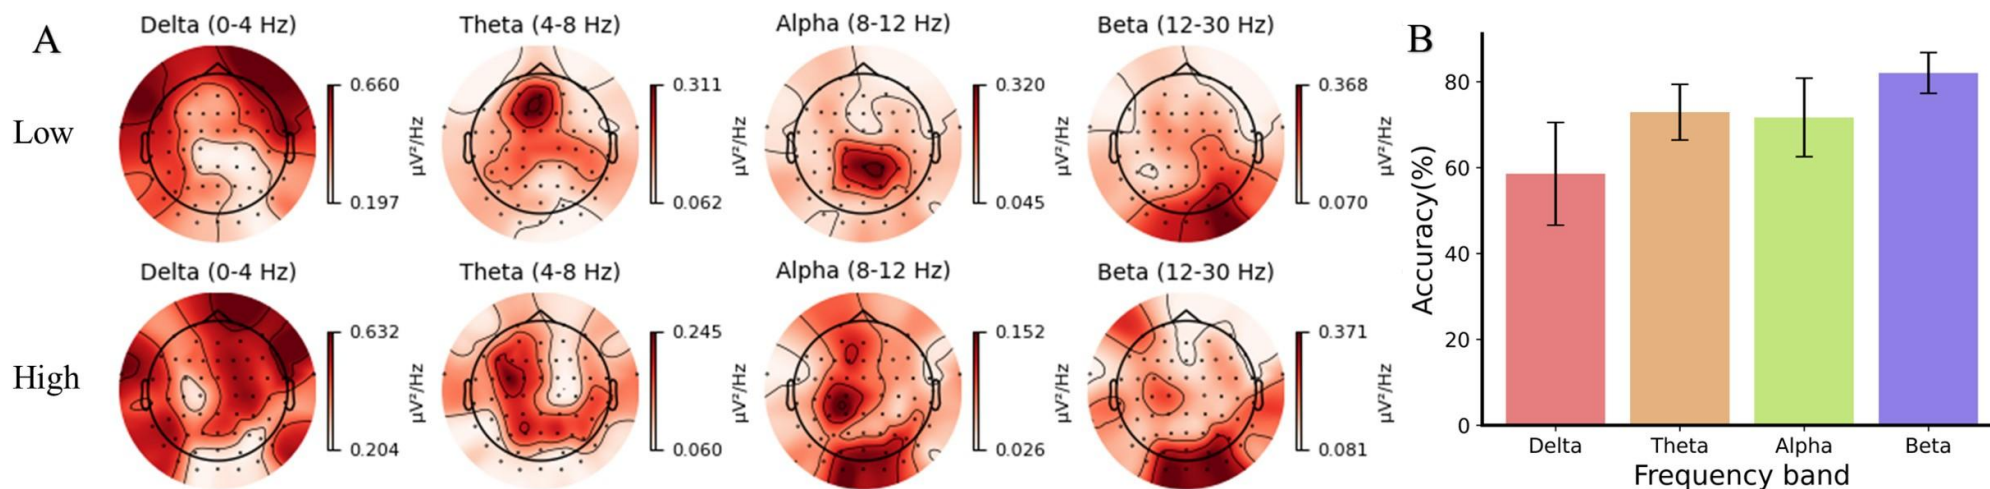 A
Low
Delta (0-4 Hz)
0.660
0.197
μV²/Hz
Theta (4-8 Hz)
0.311
0.062
μV²/Hz
Alpha (8-12 Hz)
0.320
0.045
μV²/Hz
Beta (12-30 Hz)
0.368
0.070
μV²/Hz
High
Delta (0-4 Hz)
0.632
0.204
μV²/Hz
Theta (4-8 Hz)
0.245
0.060
μV²/Hz
Alpha (8-12 Hz)
0.152
0.026
μV²/Hz
Beta (12-30 Hz)
0.371
0.081
μV²/Hz
B
Accuracy(%)
80
60
40
20
0
Delta
Theta
Alpha
Beta
Frequency band